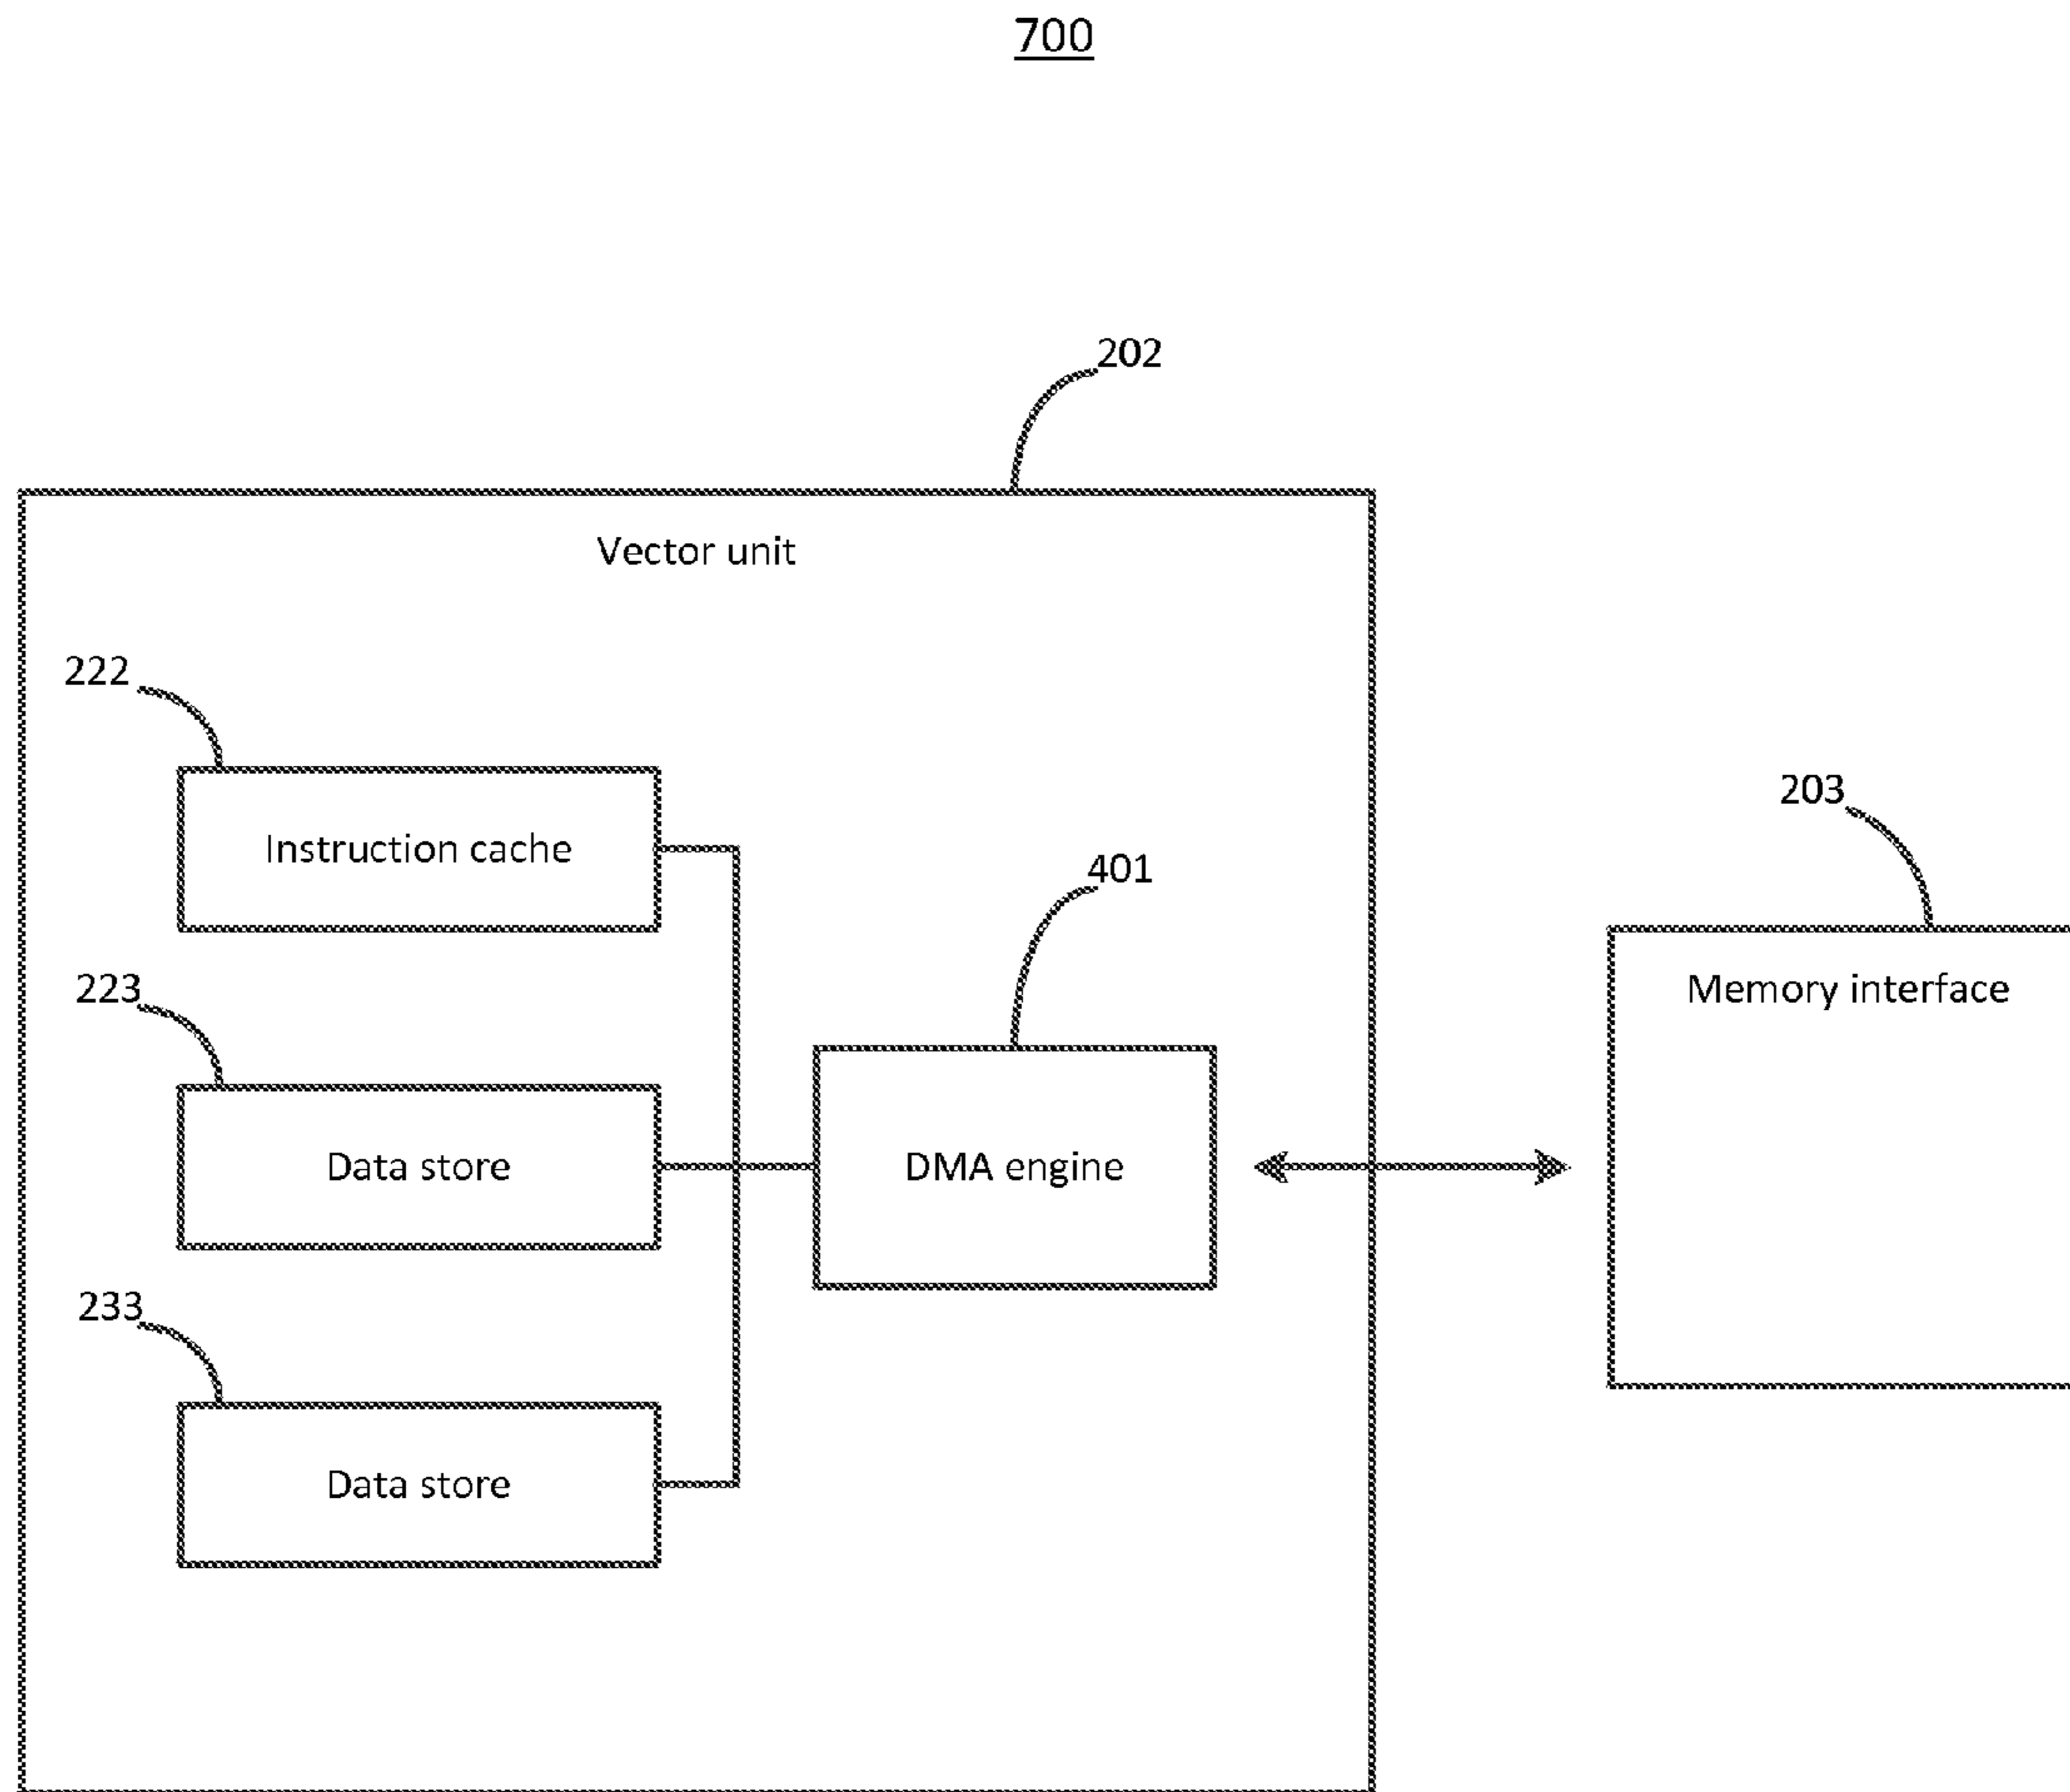 700
202
Vector unit
222
Instruction cache
203
401
223
Memory interface
Data store
DMA engine
233
Data store